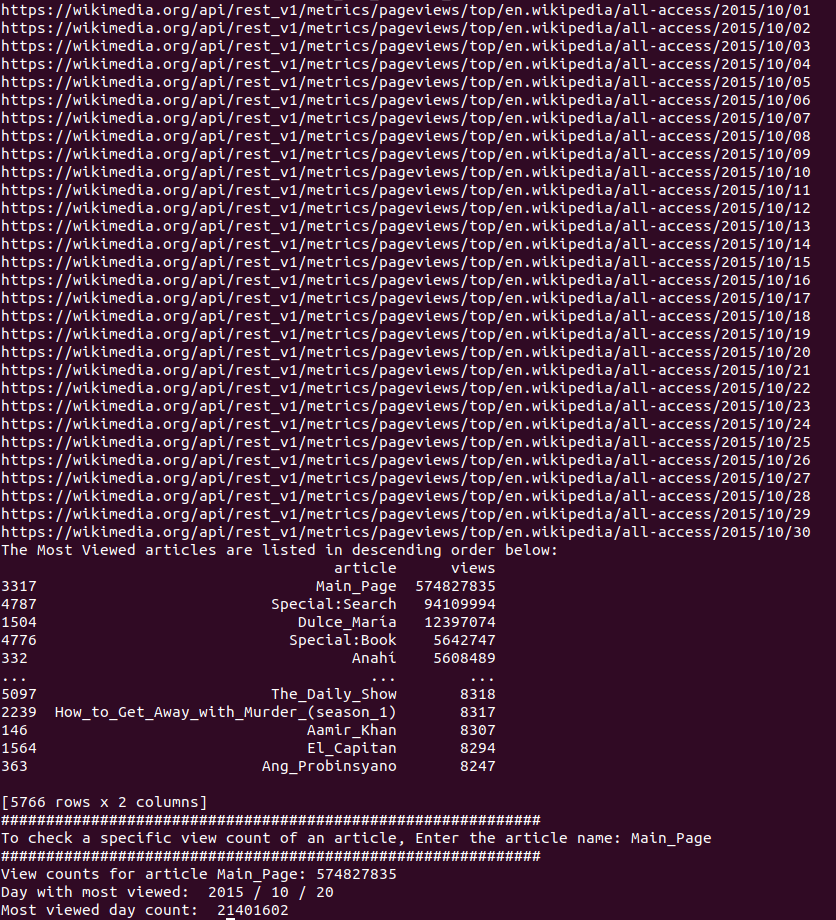 https://wikimedia.org/api/rest_v1/metrics/pageviews/top/en.wikipedia/all-access/2015/10/01
https://wikimedia.org/api/rest_v1/metrics/pageviews/top/en.wikipedia/all-access/2015/10/02
https://wikimedia.org/api/rest_v1/metrics/pageviews/top/en.wikipedia/all-access/2015/10/03
https://wikimedia.org/api/rest_v1/metrics/pageviews/top/en.wikipedia/all-access/2015/10/04
https://wikimedia.org/api/rest_v1/metrics/pageviews/top/en.wikipedia/all-access/2015/10/05
https://wikimedia.org/api/rest_v1/metrics/pageviews/top/en.wikipedia/all-access/2015/10/06
https://wikimedia.org/api/rest_v1/metrics/pageviews/top/en.wikipedia/all-access/2015/10/07
https://wikimedia.org/api/rest_v1/metrics/pageviews/top/en.wikipedia/all-access/2015/10/08
https://wikimedia.org/api/rest_v1/metrics/pageviews/top/en.wikipedia/all-access/2015/10/09
https://wikimedia.org/api/rest_v1/metrics/pageviews/top/en.wikipedia/all-access/2015/10/10
https://wikimedia.org/api/rest_v1/metrics/pageviews/top/en.wikipedia/all-access/2015/10/11
https://wikimedia.org/api/rest_v1/metrics/pageviews/top/en.wikipedia/all-access/2015/10/12
https://wikimedia.org/api/rest_v1/metrics/pageviews/top/en.wikipedia/all-access/2015/10/13
https://wikimedia.org/api/rest_v1/metrics/pageviews/top/en.wikipedia/all-access/2015/10/14
https://wikimedia.org/api/rest_v1/metrics/pageviews/top/en.wikipedia/all-access/2015/10/15
https://wikimedia.org/api/rest_v1/metrics/pageviews/top/en.wikipedia/all-access/2015/10/16
https://wikimedia.org/api/rest_v1/metrics/pageviews/top/en.wikipedia/all-access/2015/10/17
https://wikimedia.org/api/rest_v1/metrics/pageviews/top/en.wikipedia/all-access/2015/10/18
https://wikimedia.org/api/rest_v1/metrics/pageviews/top/en.wikipedia/all-access/2015/10/19
https://wikimedia.org/api/rest_v1/metrics/pageviews/top/en.wikipedia/all-access/2015/10/20
https://wikimedia.org/api/rest_v1/metrics/pageviews/top/en.wikipedia/all-access/2015/10/21
https://wikimedia.org/api/rest_v1/metrics/pageviews/top/en.wikipedia/all-access/2015/10/22
https://wikimedia.org/api/rest_v1/metrics/pageviews/top/en.wikipedia/all-access/2015/10/23
https://wikimedia.org/api/rest_v1/metrics/pageviews/top/en.wikipedia/all-access/2015/10/24
https://wikimedia.org/api/rest_v1/metrics/pageviews/top/en.wikipedia/all-access/2015/10/25
https://wikimedia.org/api/rest_v1/metrics/pageviews/top/en.wikipedia/all-access/2015/10/26
https://wikimedia.org/api/rest_v1/metrics/pageviews/top/en.wikipedia/all-access/2015/10/27
https://wikimedia.org/api/rest_v1/metrics/pageviews/top/en.wikipedia/all-access/2015/10/28
https://wikimedia.org/api/rest_v1/metrics/pageviews/top/en.wikipedia/all-access/2015/10/29
https://wikimedia.org/api/rest_v1/metrics/pageviews/top/en.wikipedia/all-access/2015/10/30
The Most Viewed articles are listed in descending order below:
article views
3317 Main_Page 574827835
4787 Special:Search 94109994
1504 Dulce_María 12397074
4776 Special:Book 5642747
332 Anahí 5608489
... ... ...
5097 The_Daily_Show 8318
2239 How_to_Get_Away_with_Murder_(season_1) 8317
146 Aamir_Khan 8307
1564 El_Capitan 8294
363 Ang_Probinsyano 8247
[5766 rows x 2 columns]
############################################################
To check a specific view count of an article, Enter the article name: Main_Page
############################################################
View counts for article Main_Page: 574827835
Day with most viewed:  2015 / 10 / 20
Most viewed day count:  21401602